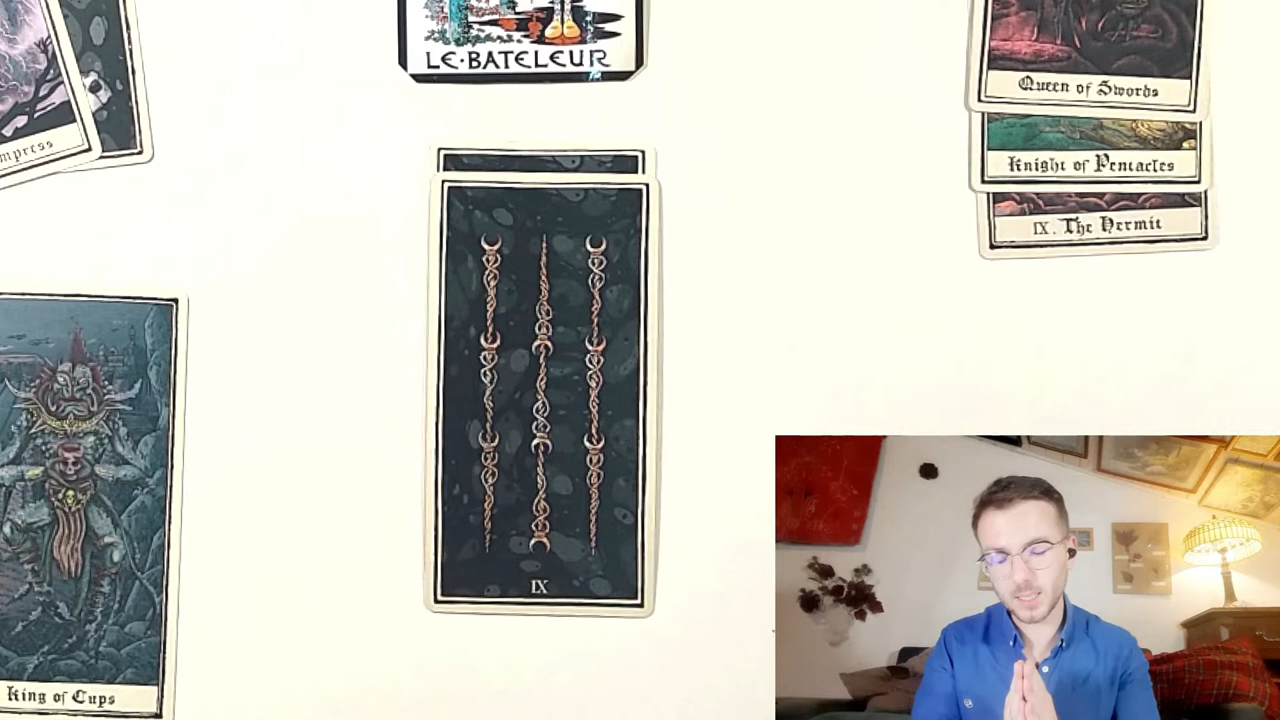 LE·BATELEUR
Queen of Swords
Knight of Pentacles
IX. The Hermit
mpress
IX
King of Cups